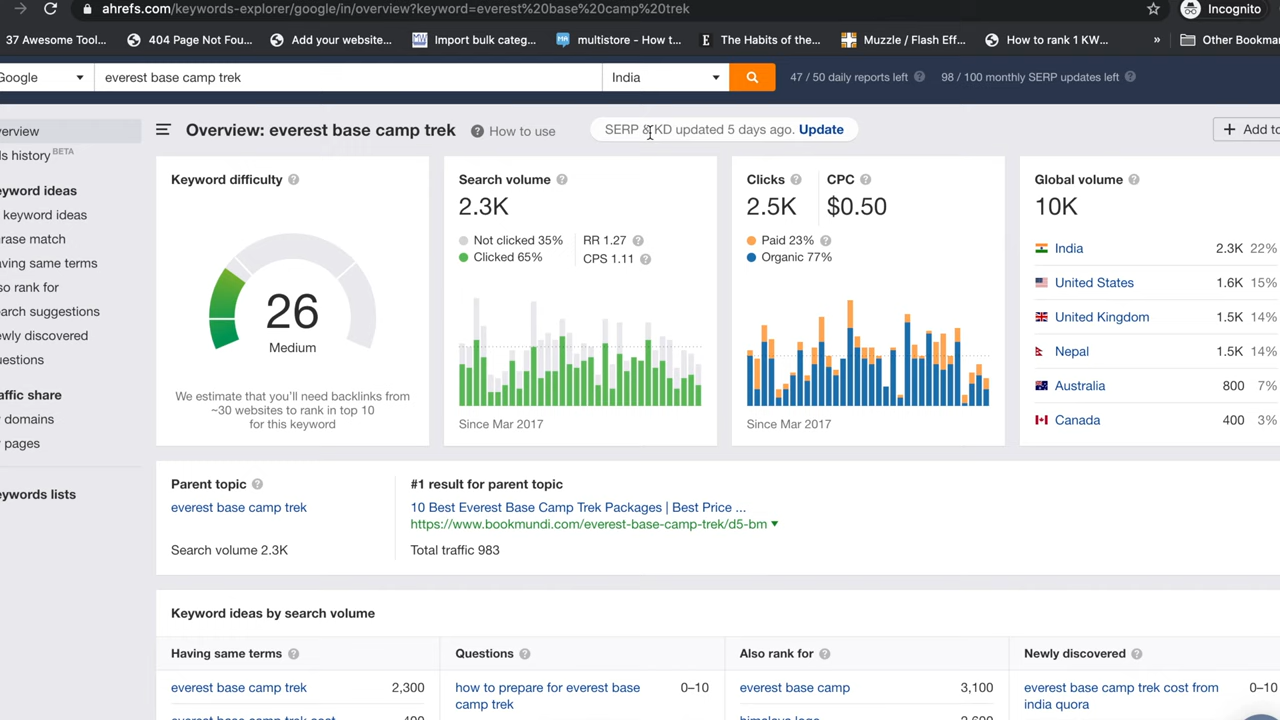 ahrefs.com/keywords-explorer/google/in/overview?keyword=everest%20base%20camp%20trek
Incognito
37 Awesome Tool...
404 Page Not Fou...
Add your website...
Import bulk categ...
multistore - How t...
The Habits of the...
Muzzle / Flash Eff...
How to rank 1 KW...
»
Other Bookmar
Google
everest base camp trek
India
47 / 50 daily reports left
98 / 100 monthly SERP updates left
verview
ds history BETA
eyword ideas
keyword ideas
rase match
aving same terms
so rank for
earch suggestions
ewly discovered
uestions
affic share
domains
pages
eywords lists
Overview: everest base camp trek
? How to use
SERP & KD updated 5 days ago. Update
+ Add to
Keyword difficulty ?
26
Medium
We estimate that you'll need backlinks from
~30 websites to rank in top 10
for this keyword
Search volume ?
2.3K
Not clicked 35%
Clicked 65%
RR 1.27 ?
CPS 1.11 ?
Since Mar 2017
Clicks ?
2.5K
CPC ?
$0.50
Paid 23% ?
Organic 77%
Since Mar 2017
Global volume ?
10K
India 2.3K 22%
United States 1.6K 15%
United Kingdom 1.5K 14%
Nepal 1.5K 14%
Australia 800 7%
Canada 400 3%
Parent topic ?
everest base camp trek
Search volume 2.3K
#1 result for parent topic
10 Best Everest Base Camp Trek Packages | Best Price ...
https://www.bookmundi.com/everest-base-camp-trek/d5-bm
Total traffic 983
Keyword ideas by search volume
Having same terms ?
everest base camp trek 2,300
Questions ?
how to prepare for everest base
camp trek
0–10
Also rank for ?
everest base camp 3,100
Newly discovered ?
everest base camp trek cost from
india quora
0–10